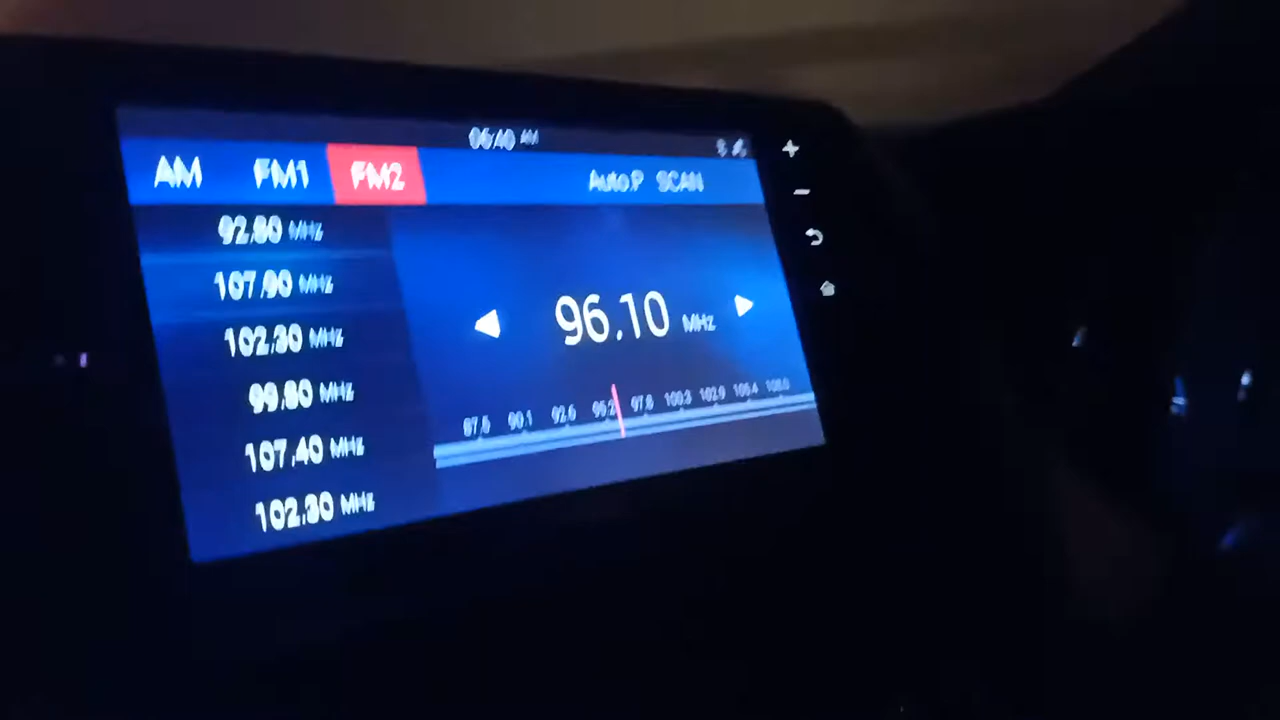 06:40 AM
AM FM1 FM2 Auto.P SCAN
92.80 MHz
107.90 MHz
102.30 MHz
99.80 MHz
107.40 MHz
102.30 MHz
96.10 MHz
87.5 90.1 92.6 95.2 97.8 100.3 102.9 105.4 108.0